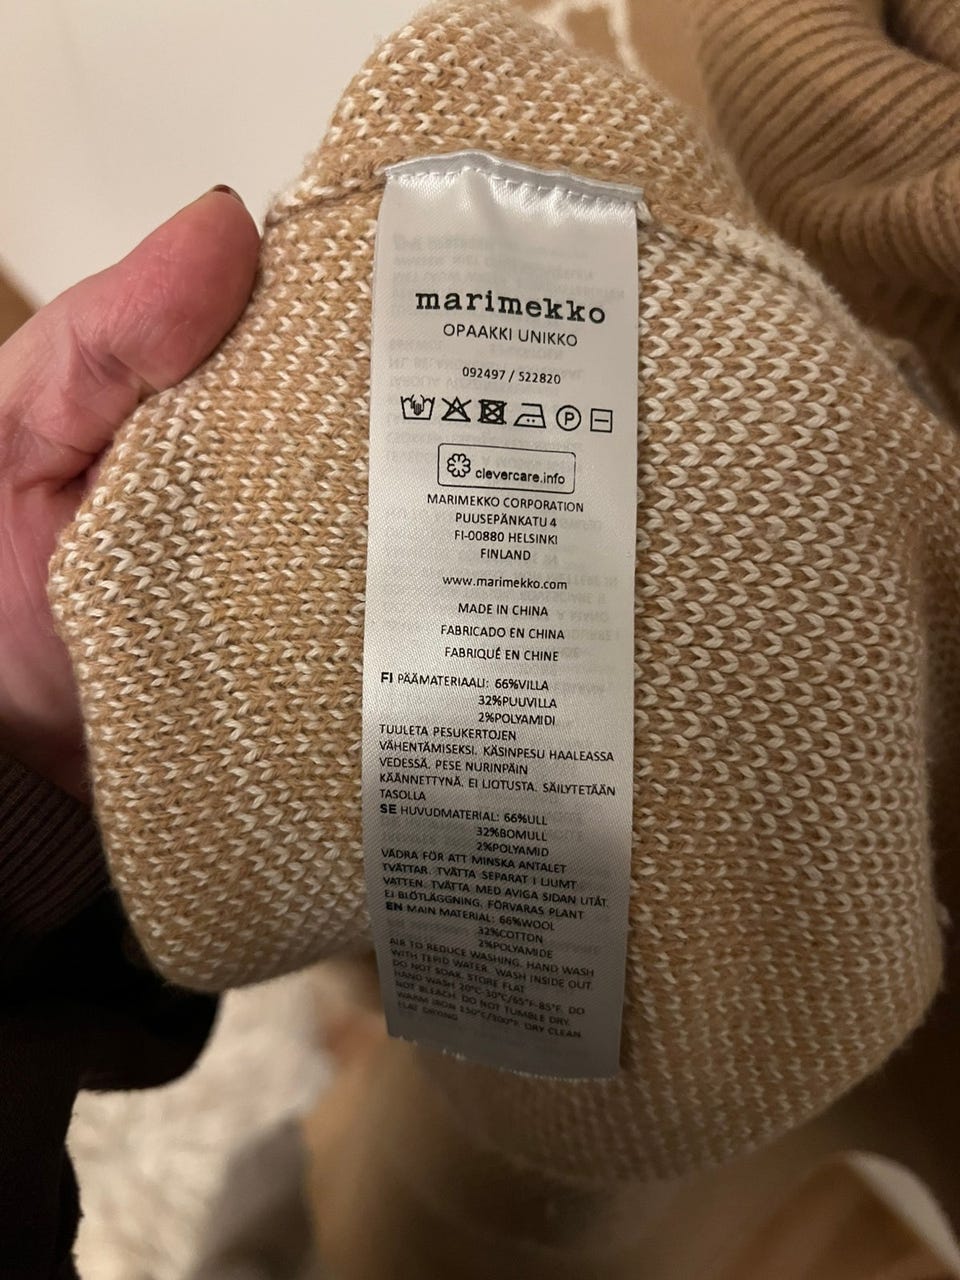 marimekko
OPAAKKI UNIKKO
092497 / 522820
P
clevercare.info
MARIMEKKO CORPORATION
PUUSEPÄNKATU 4
FI-00880 HELSINKI
FINLAND
www.marimekko.com
MADE IN CHINA
FABRICADO EN CHINA
FABRIQUÉ EN CHINE
FI PÄÄMATERIAALI: 66%VILLA
32%PUUVILLA
2%POLYAMIDI
TUULETA PESUKERTOJEN
VÄHENTÄMISEKSI. KÄSINPESU HAALEASSA
VEDESSÄ. PESE NURINPÄIN
KÄÄNNETTYNÄ. EI LIOTUSTA. SÄILYTETÄÄN
TASOLLA
SE HUVUDMATERIAL: 66%ULL
32%BOMULL
2%POLYAMID
VÄDRA FÖR ATT MINSKA ANTALET
TVÄTTAR. TVÄTTA SEPARAT I LJUMT
VATTEN. TVÄTTA MED AVIGA SIDAN UTÅT.
EJ BLÖTLÄGGNING. FÖRVARAS PLANT
EN MAIN MATERIAL: 66%WOOL
32%COTTON
2%POLYAMIDE
AIR TO REDUCE WASHING. HAND WASH
WITH TEPID WATER. WASH INSIDE OUT.
DO NOT SOAK. STORE FLAT
HAND WASH 20°C-30°C/65°F-85°F. DO
NOT BLEACH. DO NOT TUMBLE DRY.
WARM IRON 150°C/300°F. DRY CLEAN
FLAT DRYING